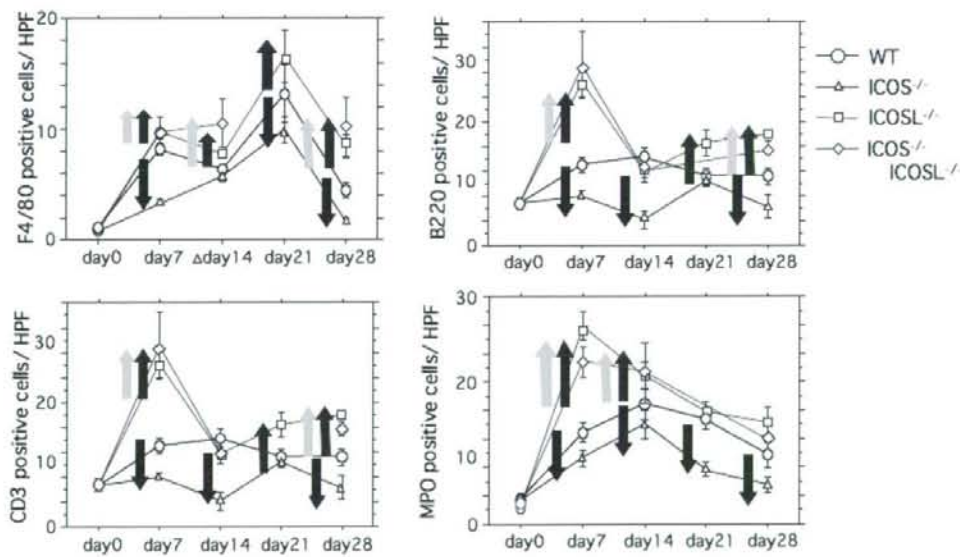 20
F4/80 positive cells/ HPF
10
0
day0 day7 Δday14 day21 day28
30
B220 positive cells/ HPF
20
10
0
day0 day7 day14 day21 day28
WT
ICOS-/-
ICOSL-/-
ICOS-/-
ICOSL-/-
30
CD3 positive cells/ HPF
20
10
0
day0 day7 day14 day21 day28
30
MPO positive cells/ HPF
20
10
0
day0 day7 day14 day21 day28